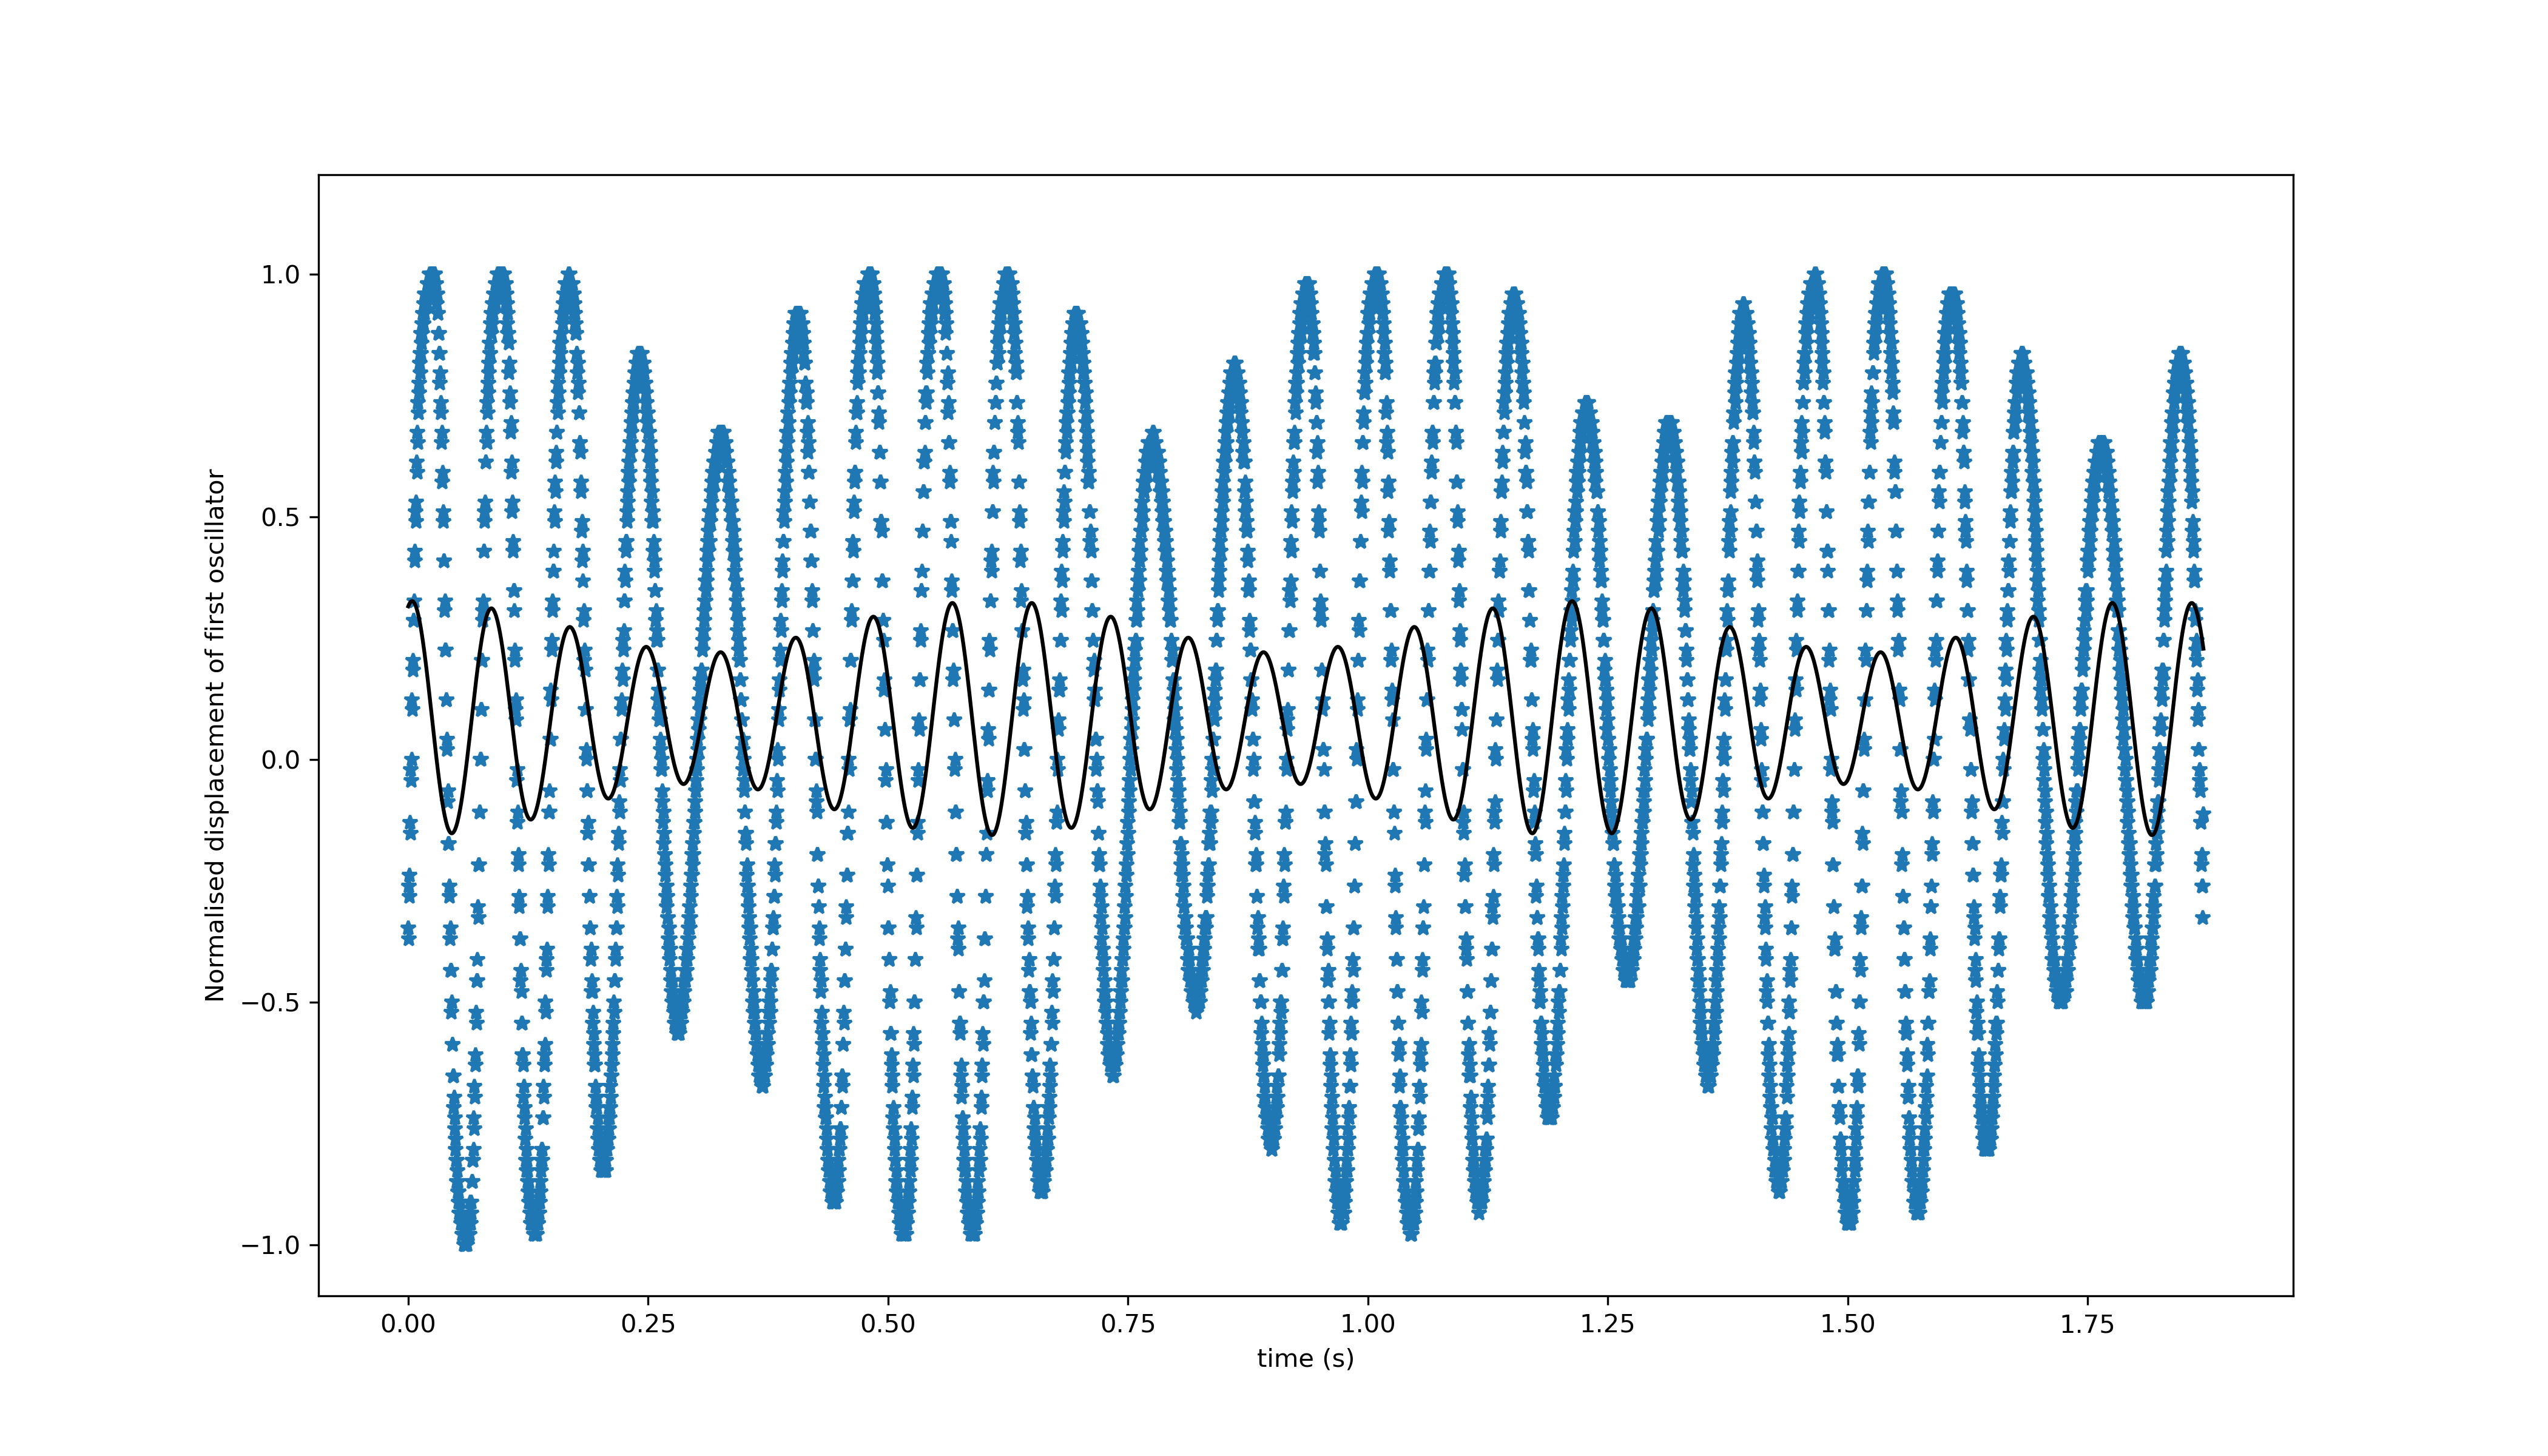 Normalised displacement of first oscillator
1.0
0.5
0.0
−0.5
−1.0
0.00 0.25 0.50 0.75 1.00 1.25 1.50 1.75
time (s)